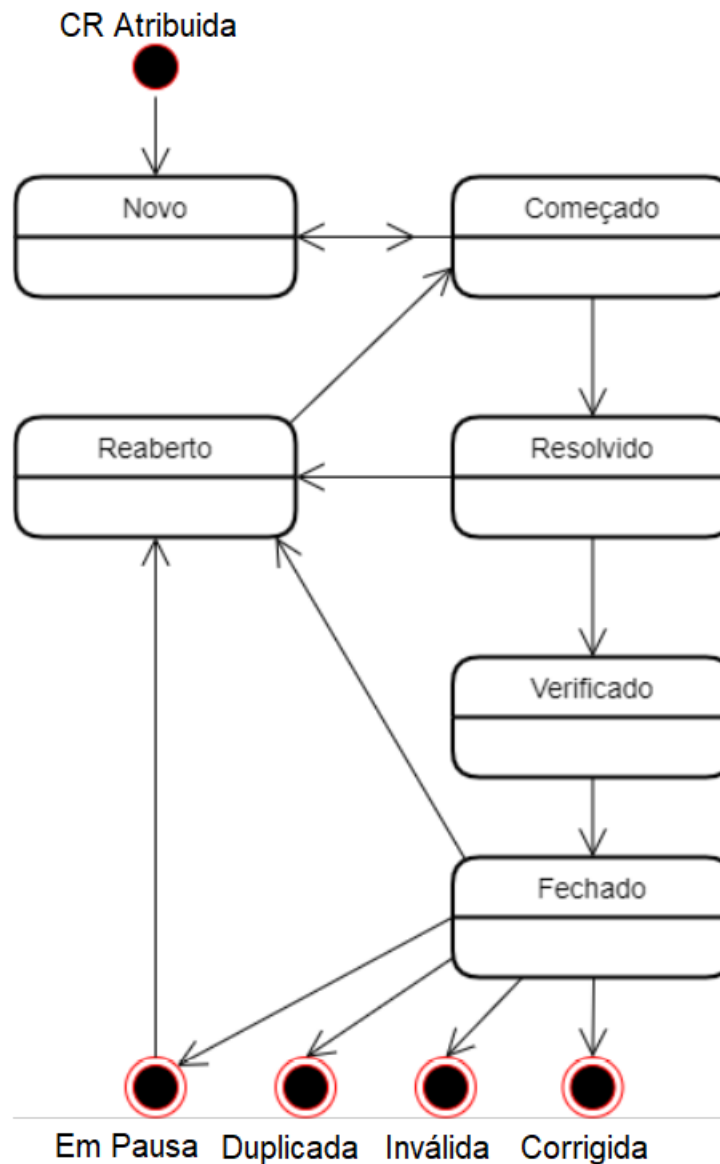 CR Atribuida
Novo
Começado
Reaberto
Resolvido
Verificado
Fechado
Em Pausa
Duplicada
Inválida
Corrigida